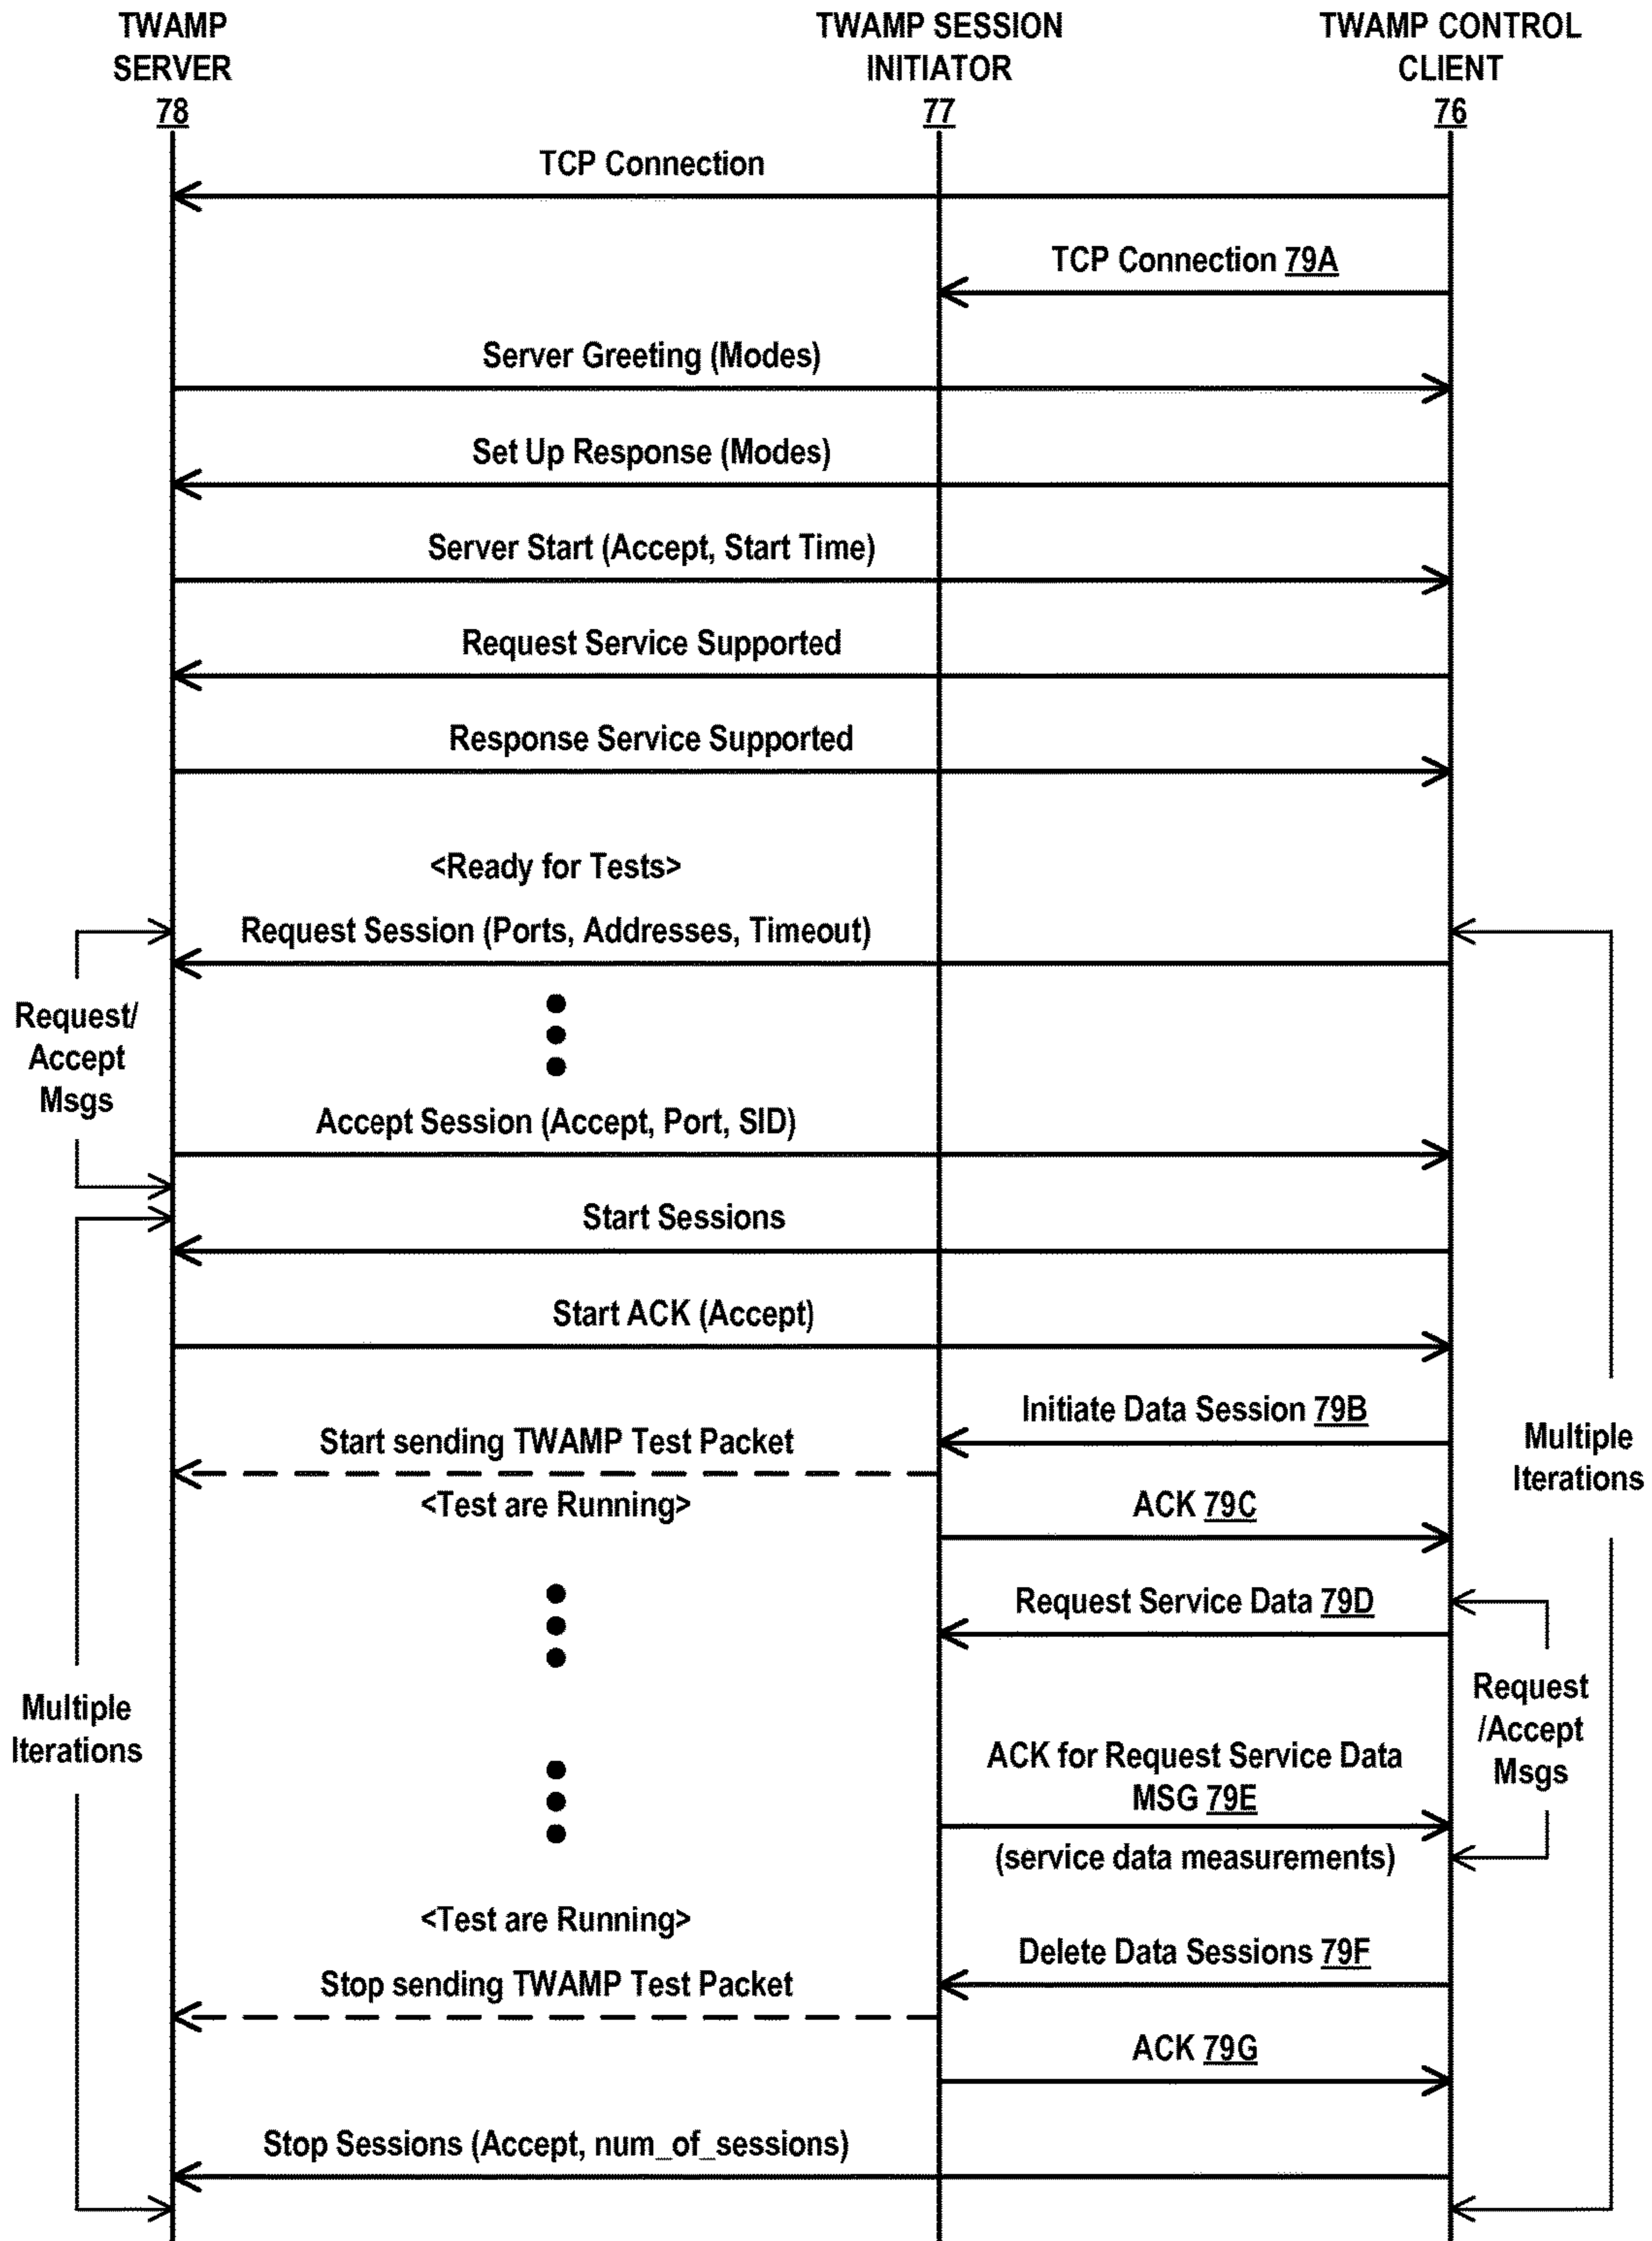 TWAMP
SERVER
78
TWAMP SESSION
INITIATOR
77
TWAMP CONTROL
CLIENT
76
TCP Connection
TCP Connection 79A
Server Greeting (Modes)
Set Up Response (Modes)
Server Start (Accept, Start Time)
Request Service Supported
Response Service Supported
<Ready for Tests>
Request Session (Ports, Addresses, Timeout)
Request/
Accept
Msgs
Accept Session (Accept, Port, SID)
Start Sessions
Start ACK (Accept)
Initiate Data Session 79B
Start sending TWAMP Test Packet
Multiple
Iterations
<Test are Running>
ACK 79C
Request Service Data 79D
Multiple
Iterations
Request
/Accept
Msgs
ACK for Request Service Data
MSG 79E
(service data measurements)
<Test are Running>
Delete Data Sessions 79F
Stop sending TWAMP Test Packet
ACK 79G
Stop Sessions (Accept, num_of_sessions)